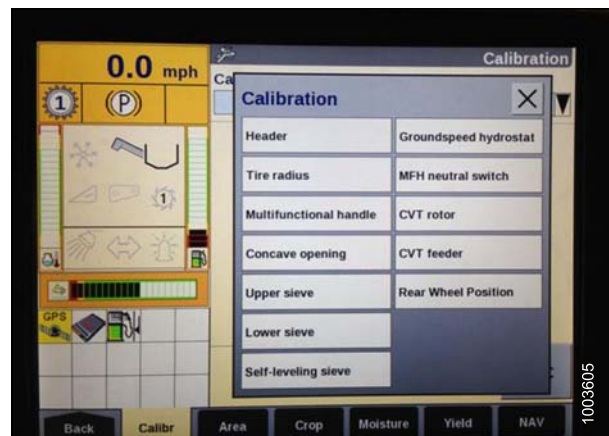 0.0 mph
Calibration
Ca
1
(P)
Calibration
Header
Groundspeed hydrostat
Tire radius
MFH neutral switch
1
Multifunctional handle
CVT rotor
Concave opening
CVT feeder
Upper sieve
Rear Wheel Position
GPS
Lower sieve
Self-leveling sieve
Back
Calibr
Area
Crop
Moisture
Yield
NAV
1003605